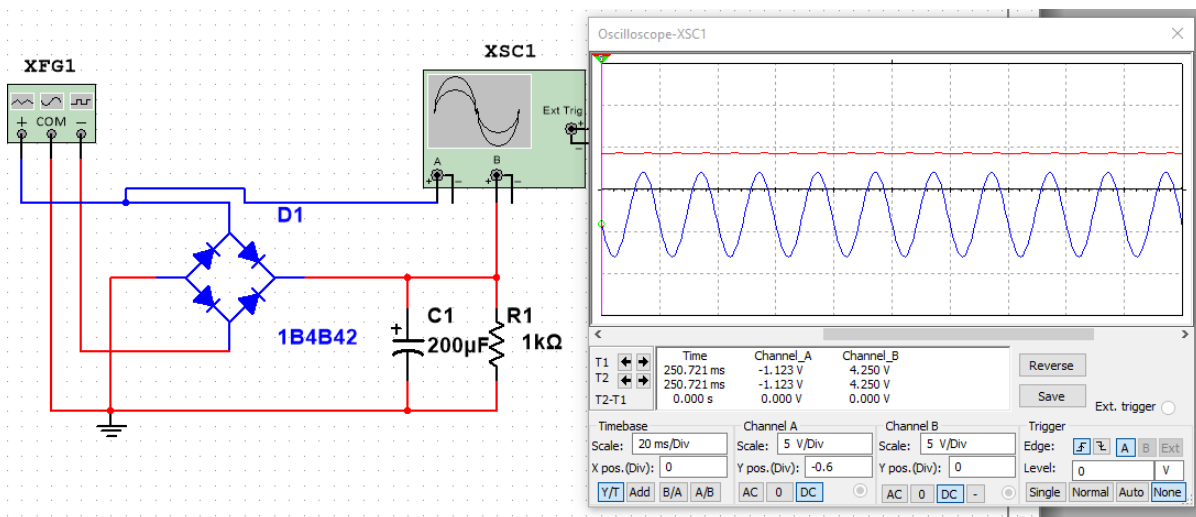 XFG1
+ COM −
XSC1
Ext Trig
+
−
A
B
+ − + −
D1
1B4B42
+
C1
200µF
R1
1kΩ
Oscilloscope-XSC1
Time Channel_A Channel_B
T1 250.721 ms -1.123 V 4.250 V
T2 250.721 ms -1.123 V 4.250 V
T2-T1 0.000 s 0.000 V 0.000 V
Reverse
Save
Ext. trigger
Timebase
Scale: 20 ms/Div
X pos.(Div): 0
Y/T Add B/A A/B
Channel A
Scale: 5 V/Div
Y pos.(Div): -0.6
AC 0 DC
Channel B
Scale: 5 V/Div
Y pos.(Div): 0
AC 0 DC -
Trigger
Edge: A B Ext
Level: 0 V
Single Normal Auto None